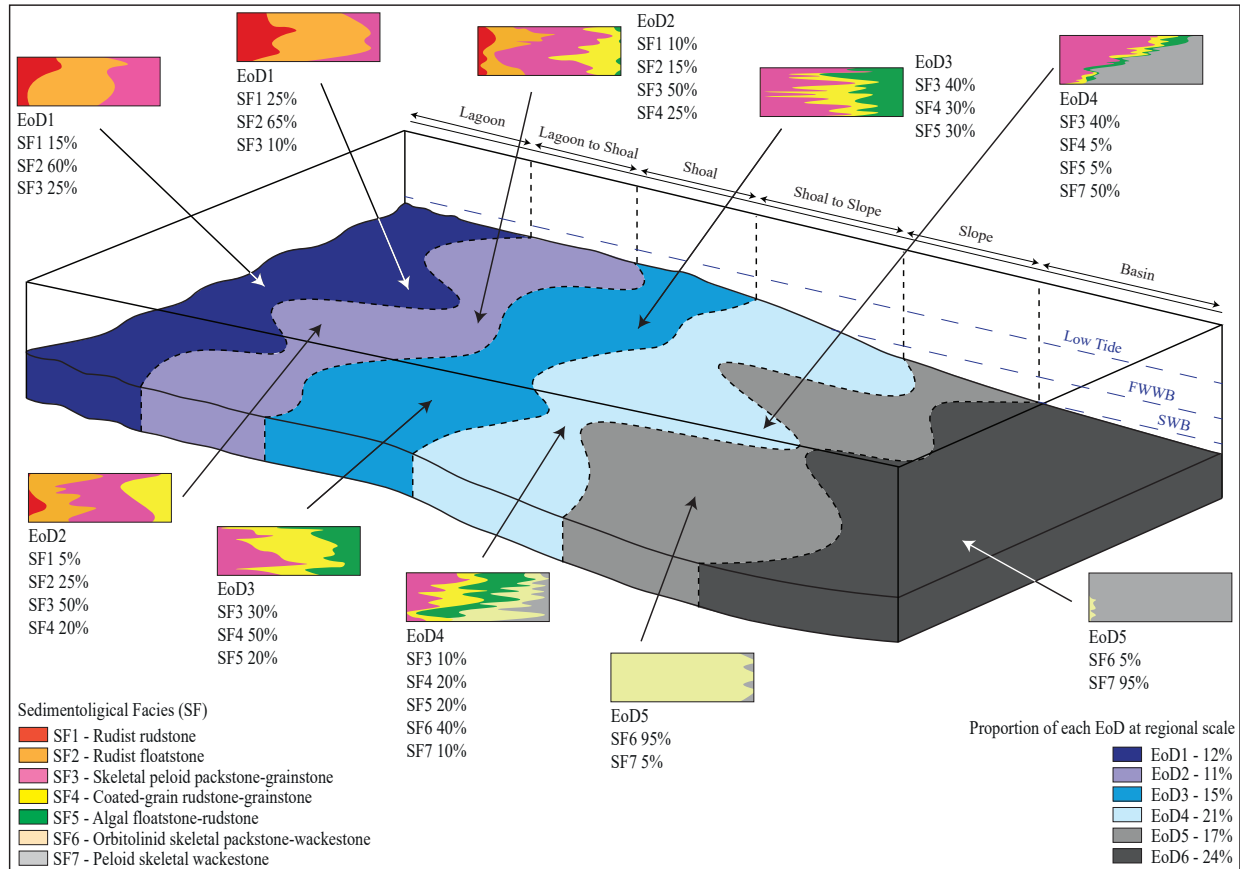 EoD1
SF1 15%
SF2 60%
SF3 25%
EoD1
SF1 25%
SF2 65%
SF3 10%
EoD2
SF1 10%
SF2 15%
SF3 50%
SF4 25%
EoD3
SF3 40%
SF4 30%
SF5 30%
EoD4
SF3 40%
SF4 5%
SF5 5%
SF7 50%
Lagoon
Lagoon to Shoal
Shoal
Shoal to Slope
Slope
Basin
Low Tide
FWWB
SWB
EoD2
SF1 5%
SF2 25%
SF3 50%
SF4 20%
EoD3
SF3 30%
SF4 50%
SF5 20%
EoD4
SF3 10%
SF4 20%
SF5 20%
SF6 40%
SF7 10%
EoD5
SF6 95%
SF7 5%
EoD5
SF6 5%
SF7 95%
Sedimentoligical Facies (SF)
SF1 - Rudist rudstone
SF2 - Rudist floatstone
SF3 - Skeletal peloid packstone-grainstone
SF4 - Coated-grain rudstone-grainstone
SF5 - Algal floatstone-rudstone
SF6 - Orbitolinid skeletal packstone-wackestone
SF7 - Peloid skeletal wackestone
Proportion of each EoD at regional scale
EoD1 - 12%
EoD2 - 11%
EoD3 - 15%
EoD4 - 21%
EoD5 - 17%
EoD6 - 24%